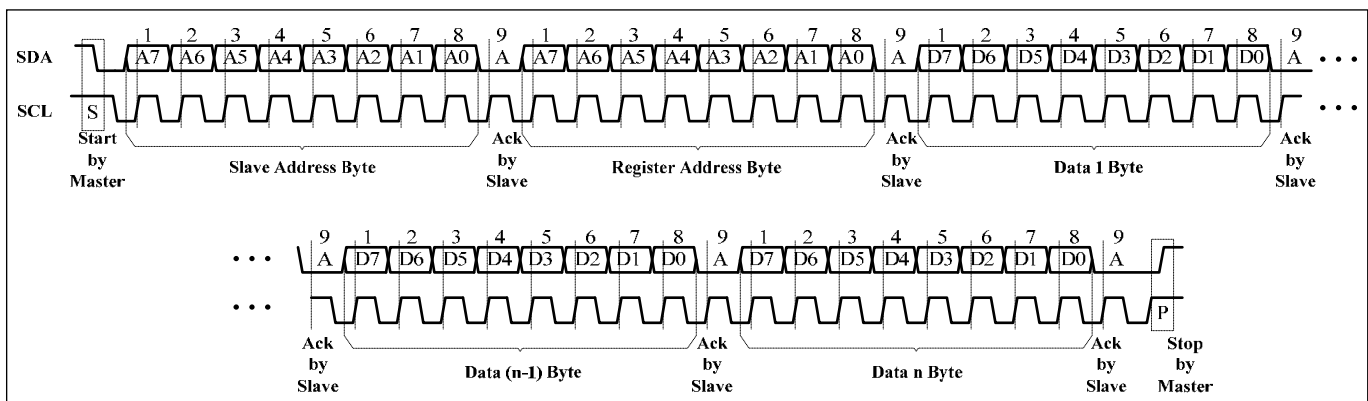 1 2 3 4 5 6 7 8 9 1 2 3 4 5 6 7 8 9 1 2 3 4 5 6 7 8 9
SDA A7 A6 A5 A4 A3 A2 A1 A0 A A7 A6 A5 A4 A3 A2 A1 A0 A D7 D6 D5 D4 D3 D2 D1 D0 A • • •
SCL S • • •
Start by Master
Slave Address Byte
Ack by Slave
Register Address Byte
Ack by Slave
Data 1 Byte
Ack by Slave
9 1 2 3 4 5 6 7 8 9 1 2 3 4 5 6 7 8 9
• • • A D7 D6 D5 D4 D3 D2 D1 D0 A D7 D6 D5 D4 D3 D2 D1 D0 A
• • • P
Ack by Slave
Data (n-1) Byte
Ack by Slave
Data n Byte
Ack by Slave
Stop by Master